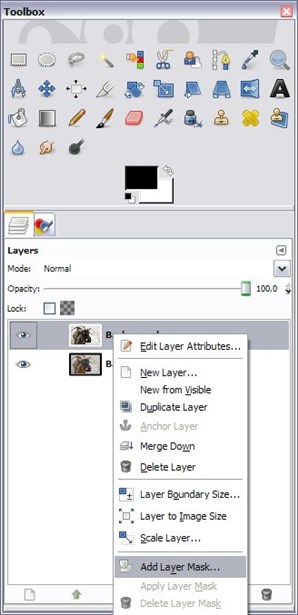 Toolbox
Layers
Mode: Normal
Opacity: 100,0
Lock:
Edit Layer Attributes...
New Layer...
New from Visible
Duplicate Layer
Anchor Layer
Merge Down
Delete Layer
Layer Boundary Size...
Layer to Image Size
Scale Layer...
Add Layer Mask...
Apply Layer Mask
Delete Layer Mask